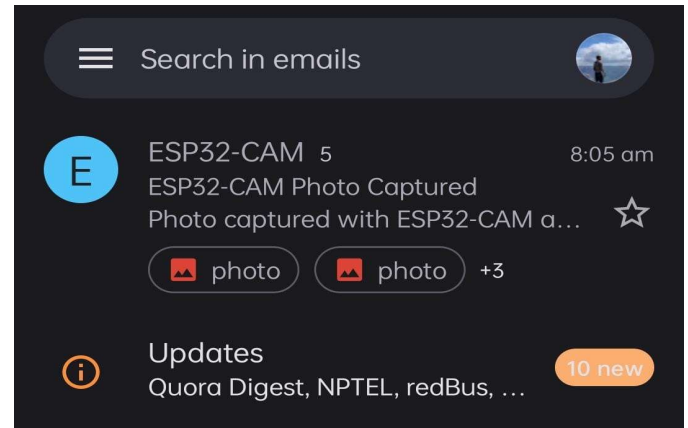 Search in emails
E
ESP32-CAM 5
8:05 am
ESP32-CAM Photo Captured
Photo captured with ESP32-CAM a...
photo
photo
+3
Updates
10 new
Quora Digest, NPTEL, redBus, ...